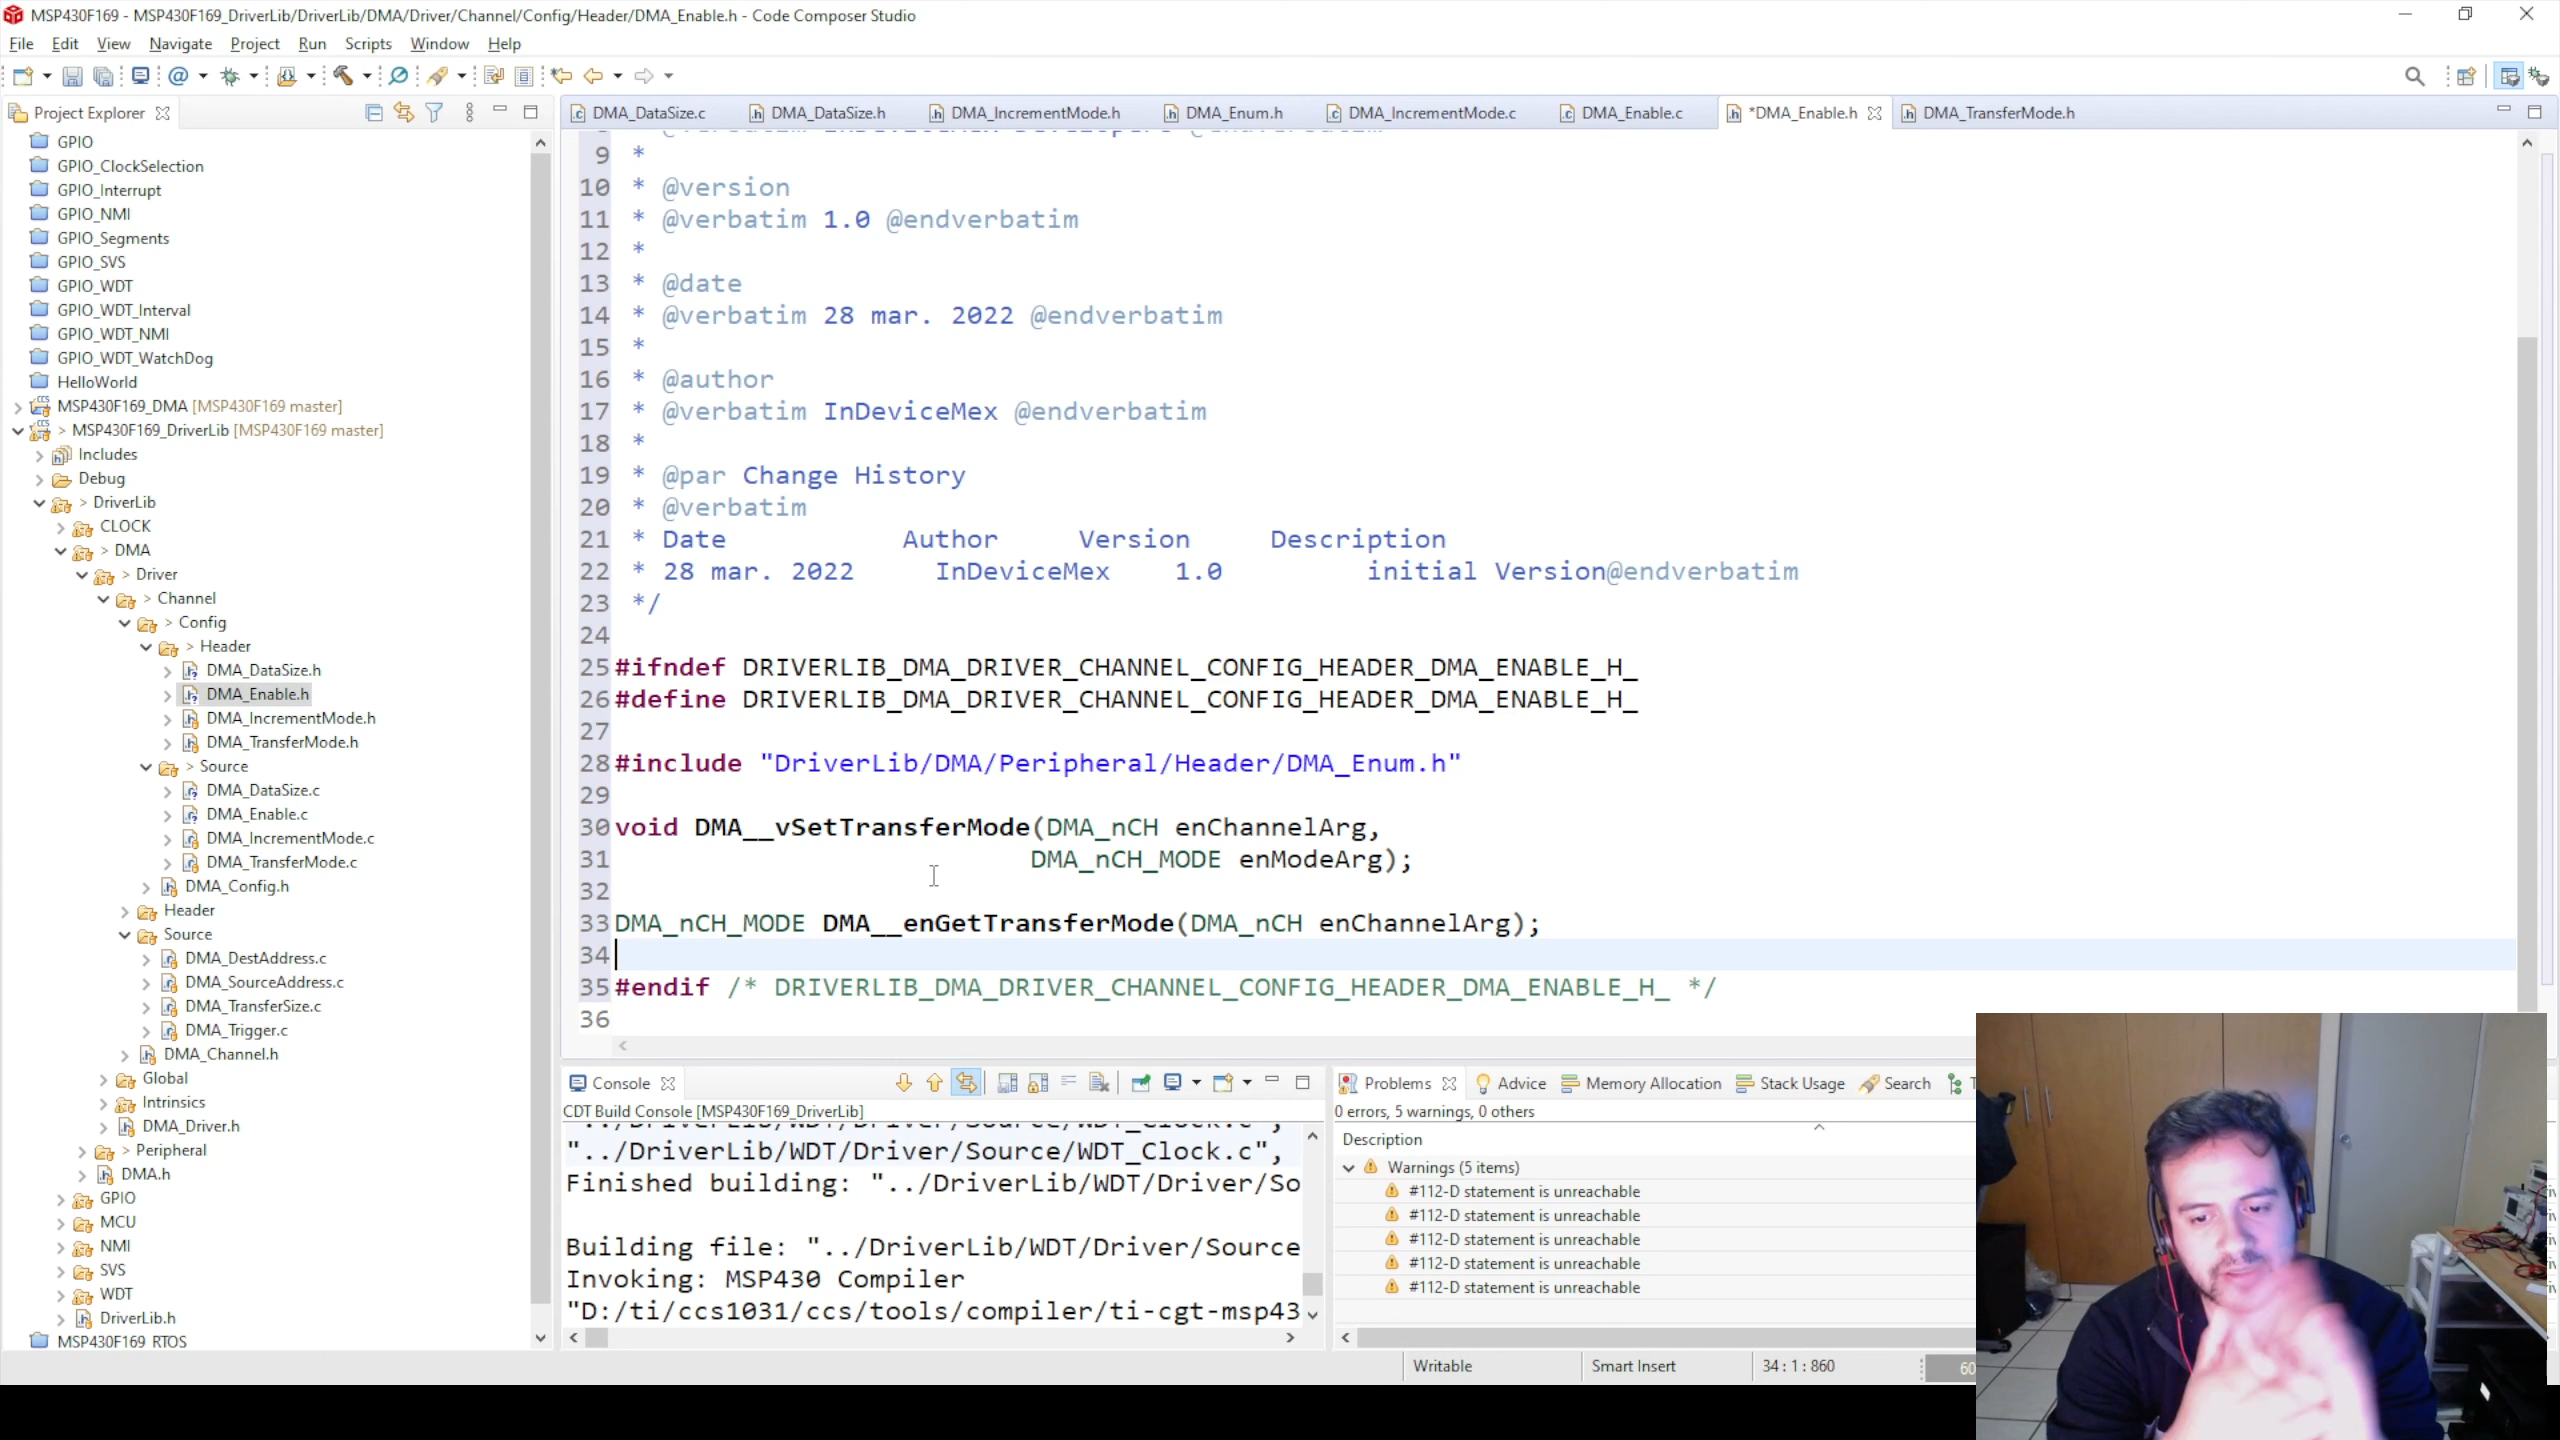 MSP430F169 - MSP430F169_DriverLib/DriverLib/DMA/Driver/Channel/Config/Header/DMA_Enable.h - Code Composer Studio
File Edit View Navigate Project Run Scripts Window Help
Project Explorer
GPIO
GPIO_ClockSelection
GPIO_Interrupt
GPIO_NMI
GPIO_Segments
GPIO_SVS
GPIO_WDT
GPIO_WDT_Interval
GPIO_WDT_NMI
GPIO_WDT_WatchDog
HelloWorld
MSP430F169_DMA [MSP430F169 master]
> MSP430F169_DriverLib [MSP430F169 master]
Includes
Debug
> DriverLib
CLOCK
> DMA
> Driver
> Channel
> Config
> Header
DMA_DataSize.h
DMA_Enable.h
DMA_IncrementMode.h
DMA_TransferMode.h
> Source
DMA_DataSize.c
DMA_Enable.c
DMA_IncrementMode.c
DMA_TransferMode.c
DMA_Config.h
Header
Source
DMA_DestAddress.c
DMA_SourceAddress.c
DMA_TransferSize.c
DMA_Trigger.c
DMA_Channel.h
Global
Intrinsics
DMA_Driver.h
> Peripheral
DMA.h
GPIO
MCU
NMI
SVS
WDT
DriverLib.h
MSP430F169_RTOS
DMA_DataSize.c DMA_DataSize.h DMA_IncrementMode.h DMA_Enum.h DMA_IncrementMode.c DMA_Enable.c *DMA_Enable.h DMA_TransferMode.h
9 *
10 * @version
11 * @verbatim 1.0 @endverbatim
12 *
13 * @date
14 * @verbatim 28 mar. 2022 @endverbatim
15 *
16 * @author
17 * @verbatim InDeviceMex @endverbatim
18 *
19 * @par Change History
20 * @verbatim
21 * Date Author Version Description
22 * 28 mar. 2022 InDeviceMex 1.0 initial Version@endverbatim
23 */
24
25 #ifndef DRIVERLIB_DMA_DRIVER_CHANNEL_CONFIG_HEADER_DMA_ENABLE_H_
26 #define DRIVERLIB_DMA_DRIVER_CHANNEL_CONFIG_HEADER_DMA_ENABLE_H_
27
28 #include "DriverLib/DMA/Peripheral/Header/DMA_Enum.h"
29
30 void DMA__vSetTransferMode(DMA_nCH enChannelArg,
31 DMA_nCH_MODE enModeArg);
32
33 DMA_nCH_MODE DMA__enGetTransferMode(DMA_nCH enChannelArg);
34
35 #endif /* DRIVERLIB_DMA_DRIVER_CHANNEL_CONFIG_HEADER_DMA_ENABLE_H_ */
36
Console
CDT Build Console [MSP430F169_DriverLib]
"../DriverLib/WDT/Driver/Source/WDT_Clock.c",
Finished building: "../DriverLib/WDT/Driver/So
Building file: "../DriverLib/WDT/Driver/Source
Invoking: MSP430 Compiler
"D:/ti/ccs1031/ccs/tools/compiler/ti-cgt-msp43
Problems Advice Memory Allocation Stack Usage Search
0 errors, 5 warnings, 0 others
Description
Warnings (5 items)
#112-D statement is unreachable
#112-D statement is unreachable
#112-D statement is unreachable
#112-D statement is unreachable
#112-D statement is unreachable
Writable Smart Insert 34 : 1 : 860